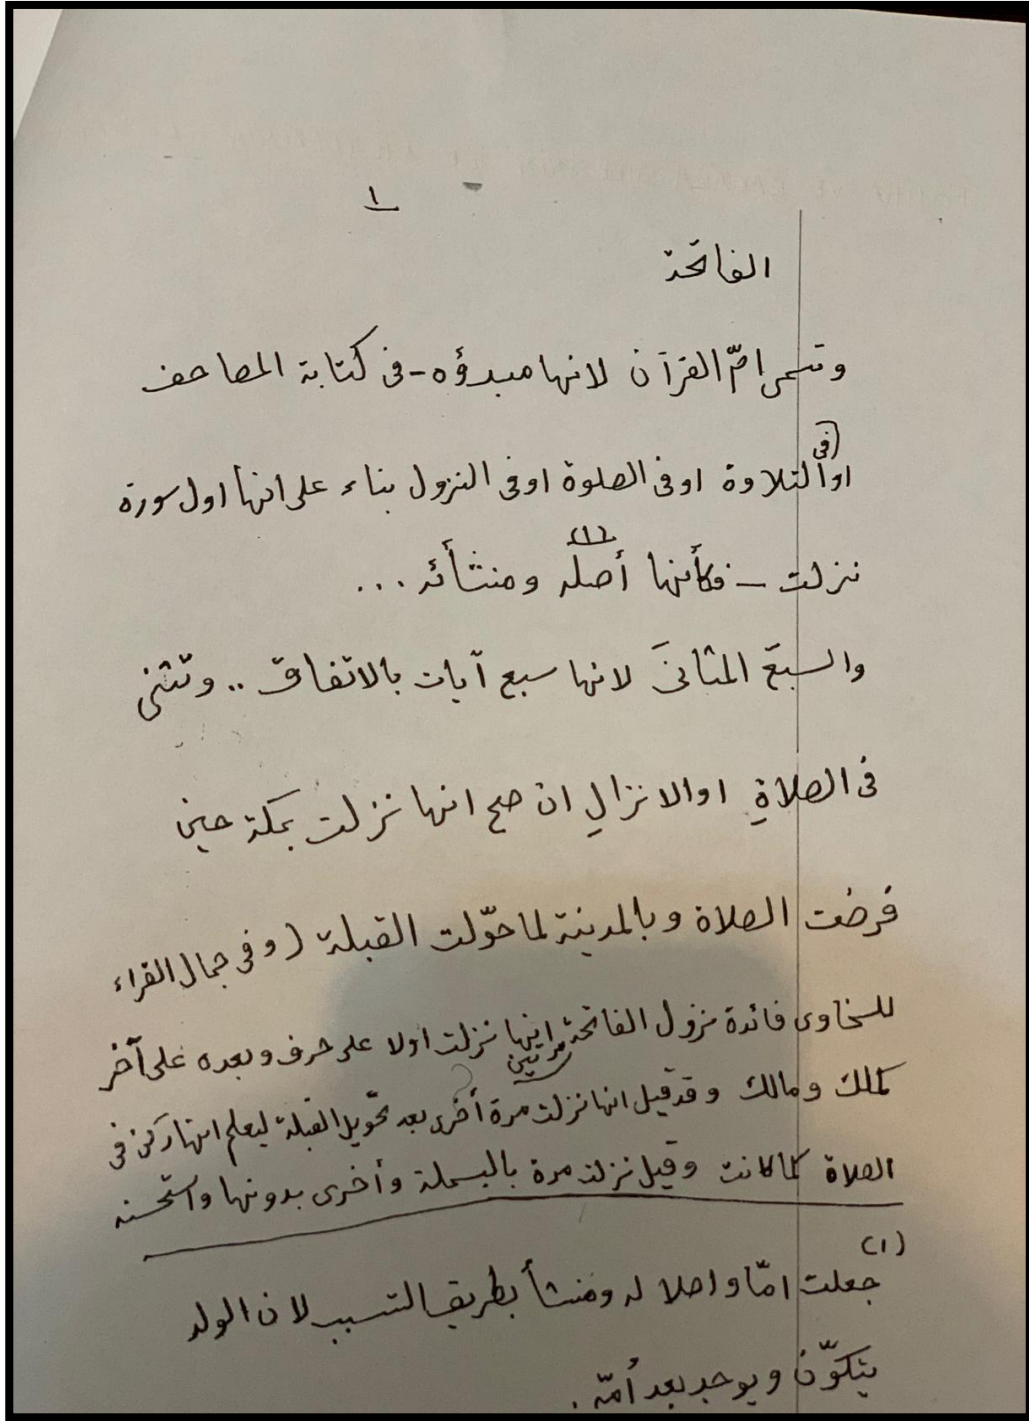 ١
الفاتحة
وتسمى امّ القرآن لانها مبدؤه - فى كتابة المصاحف
(فى)
او التلاوة او فى الصلوة او فى النزول بناء على انها اول سورة
(١)
نزلت - فكأنها أصله ومنشأئه ...
والسبعَ المثانىَ لانها سبع آيات بالاتفاق .. وتثنى
فى الصلاةِ او الانزالِ ان صح انها نزلت بمكة حين
فرضت الصلاة وبالمدينة لما حوّلت القبلة (وفى جمال القراء
للسخاوى فائدة نزول الفاتحة مرتين انها نزلت اولا على حرف وبعده على آخر
كملك ومالك وقد قيل انها نزلت مرة أخرى بعد تحويل القبلة ليعلم انها ركن فى
الصلاة كما كانت وقيل نزلت مرة بالبسملة وأخرى بدونها واستحسنه
(١)
جعلت امّا واصلا له ومنشأ بطريق التسبب لان الولد
يتكوّن ويوجد بعد أمّه .